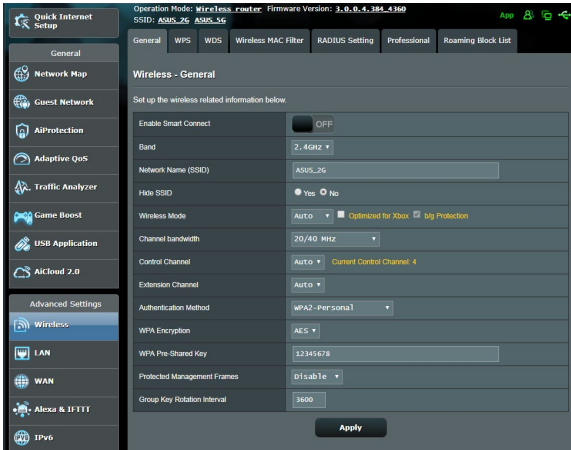 Quick Internet
Setup
Operation Mode: Wireless router Firmware Version: 3.0.0.4.384_4360
SSID: ASUS_2G ASUS_5G
App
General WPS WDS Wireless MAC Filter RADIUS Setting Professional Roaming Block List
General
Network Map
Guest Network
AiProtection
Adaptive QoS
Traffic Analyzer
Game Boost
USB Application
AiCloud 2.0
Advanced Settings
Wireless
LAN
WAN
Alexa & IFTTT
IPv6
Wireless - General
Set up the wireless related information below.
Enable Smart Connect OFF
Band 2.4GHz
Network Name (SSID) ASUS_2G
Hide SSID Yes No
Wireless Mode Auto Optimized for Xbox b/g Protection
Channel bandwidth 20/40 MHz
Control Channel Auto Current Control Channel: 4
Extension Channel Auto
Authentication Method WPA2-Personal
WPA Encryption AES
WPA Pre-Shared Key 12345678
Protected Management Frames Disable
Group Key Rotation Interval 3600
Apply